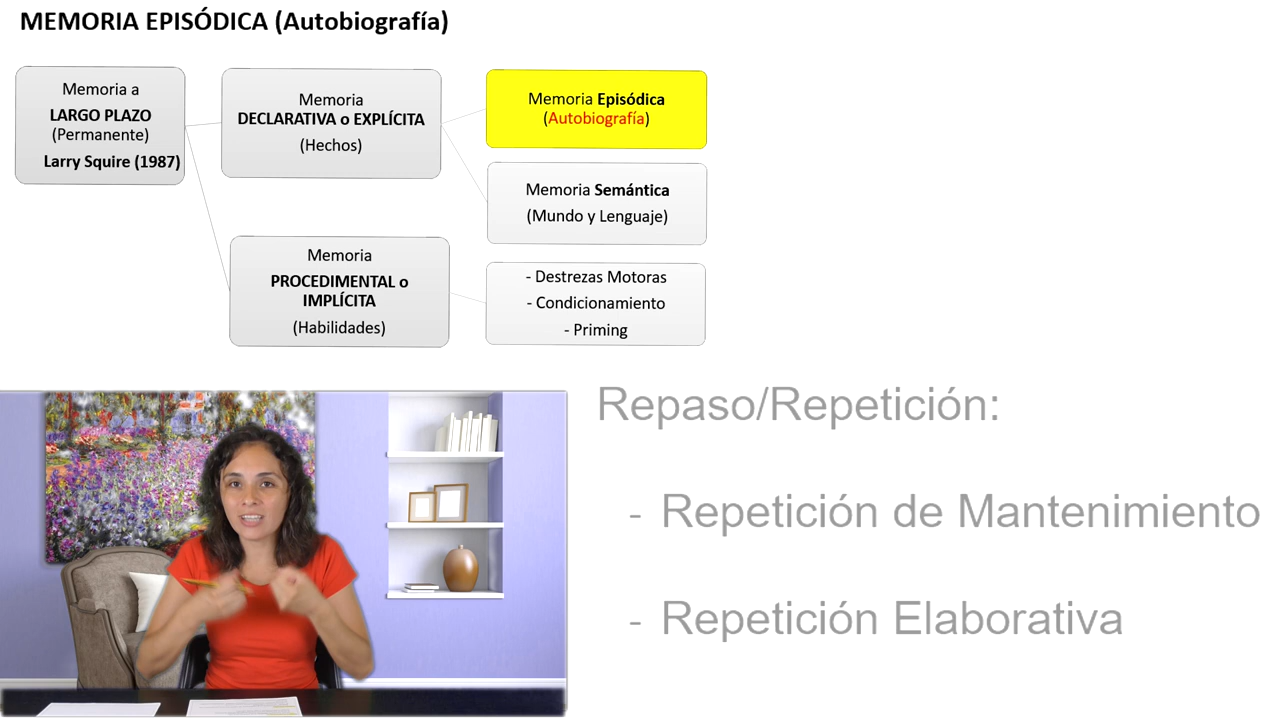 MEMORIA EPISÓDICA (Autobiografía)
Memoria a
LARGO PLAZO
(Permanente)
Larry Squire (1987)
Memoria
DECLARATIVA o EXPLÍCITA
(Hechos)
Memoria Episódica
(Autobiografía)
Memoria Semántica
(Mundo y Lenguaje)
Memoria
PROCEDIMENTAL o
IMPLÍCITA
(Habilidades)
- Destrezas Motoras
- Condicionamiento
- Priming
Repaso/Repetición:
- Repetición de Mantenimiento
- Repetición Elaborativa